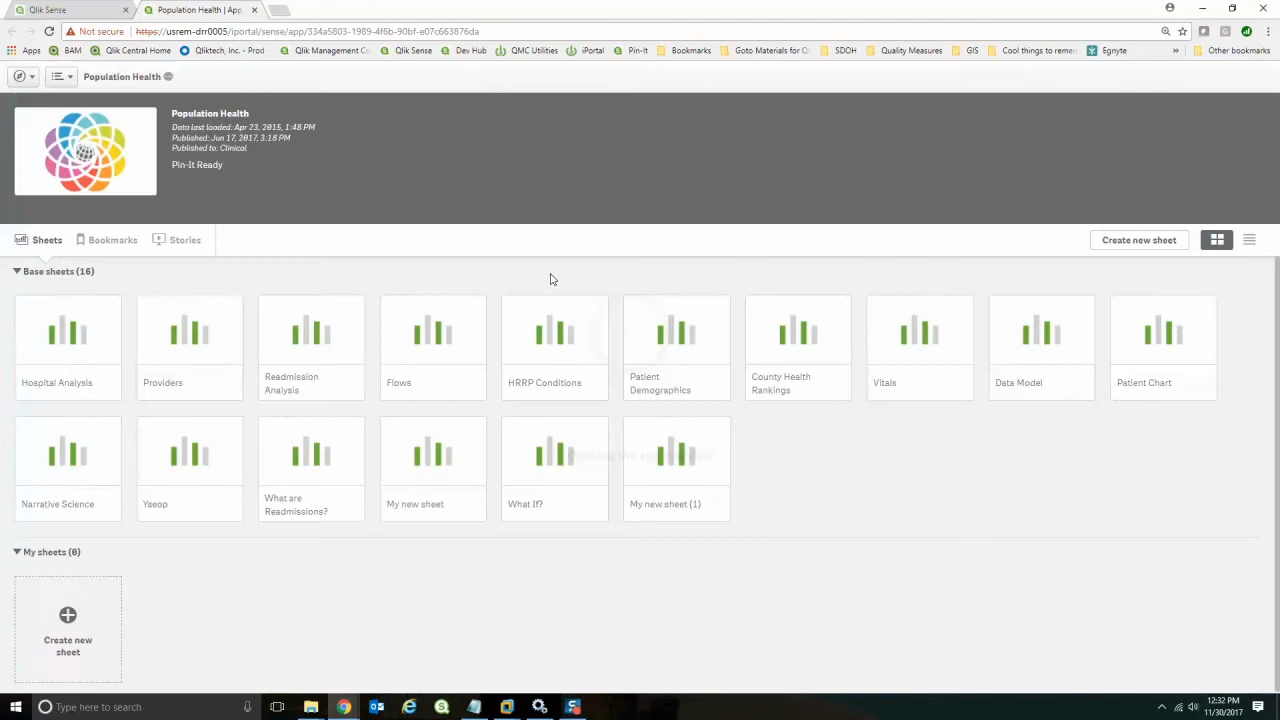 Qlik Sense
Population Health | App
Not secure | https://usrem-drr0005/iportal/sense/app/334a5803-1989-4f6b-90bf-e07c663876da
Apps BAM Qlik Central Home Qliktech, Inc. - Prod Qlik Management Co Qlik Sense Dev Hub QMC Utilities iPortal Pin-It Bookmarks Goto Materials for Q SDOH Quality Measures GIS Cool things to remem Egnyte » Other bookmarks
Population Health
Population Health
Data last loaded: Apr 23, 2015, 1:48 PM
Published: Jun 17, 2017, 3:18 PM
Published to: Clinical
Pin-It Ready
Sheets Bookmarks Stories Create new sheet
Base sheets (16)
Hospital Analysis
Providers
Readmission
Analysis
Flows
HRRP Conditions
Patient
Demographics
County Health
Rankings
Vitals
Data Model
Patient Chart
Narrative Science
Yseop
What are
Readmissions?
My new sheet
What If?
My new sheet (1)
My sheets (0)
Create new
sheet
Type here to search
12:32 PM
11/30/2017